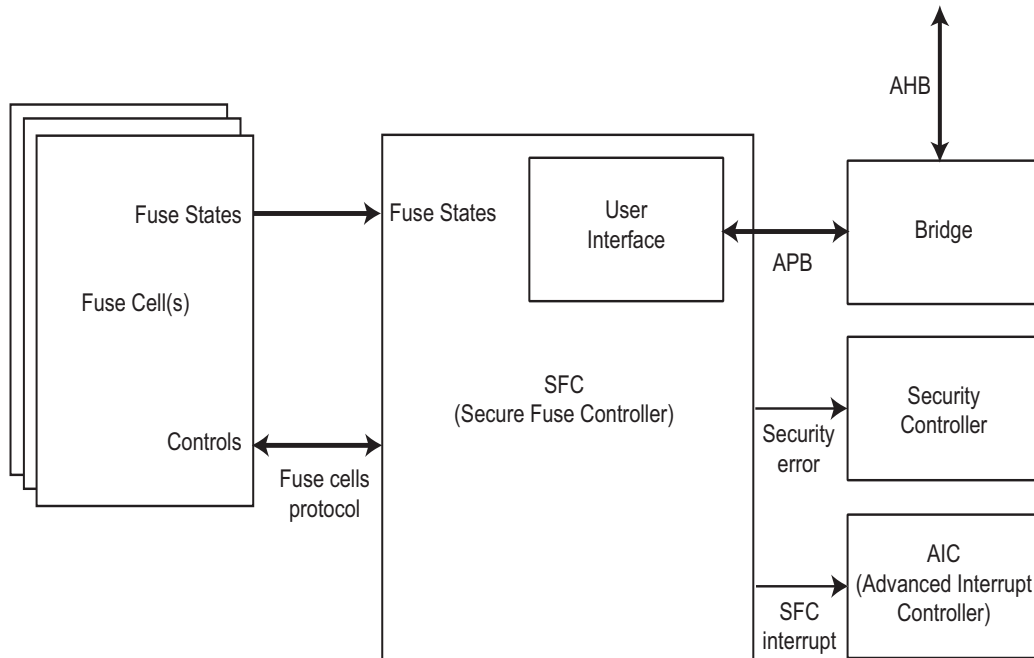 AHB
Fuse States
Fuse Cell(s)
Controls
Fuse cells
protocol
Fuse States
User
Interface
SFC
(Secure Fuse Controller)
APB
Bridge
Security
error
Security
Controller
SFC
interrupt
AIC
(Advanced Interrupt
Controller)